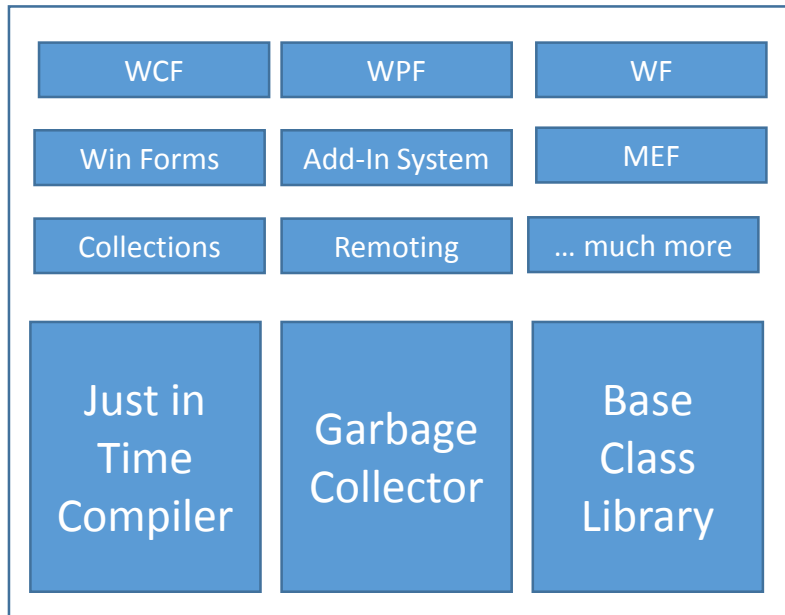 WCF
WPF
WF
Win Forms
Add-In System
MEF
Collections
Remoting
... much more
Just in
Time
Compiler
Garbage
Collector
Base
Class
Library